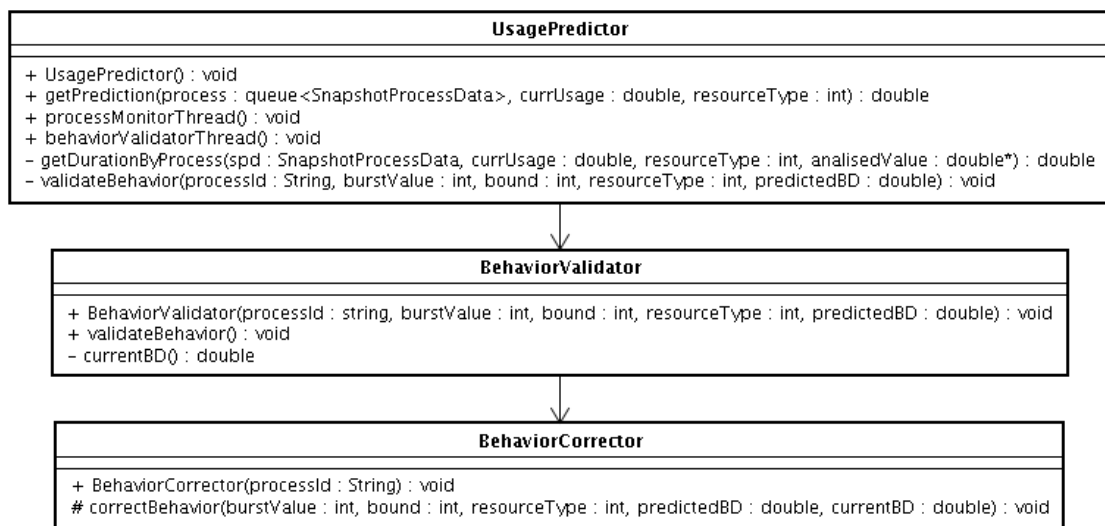 UsagePredictor
+ UsagePredictor() : void
+ getPrediction(process : queue<SnapshotProcessData>, currUsage : double, resourceType : int) : double
+ processMonitorThread() : void
+ behaviorValidatorThread() : void
– getDurationByProcess(spd : SnapshotProcessData, currUsage : double, resourceType : int, analisedValue : double*) : double
– validateBehavior(processId : String, burstValue : int, bound : int, resourceType : int, predictedBD : double) : void
BehaviorValidator
+ BehaviorValidator(processId : string, burstValue : int, bound : int, resourceType : int, predictedBD : double) : void
+ validateBehavior() : void
– currentBD() : double
BehaviorCorrector
+ BehaviorCorrector(processId : String) : void
# correctBehavior(burstValue : int, bound : int, resourceType : int, predictedBD : double, currentBD : double) : void